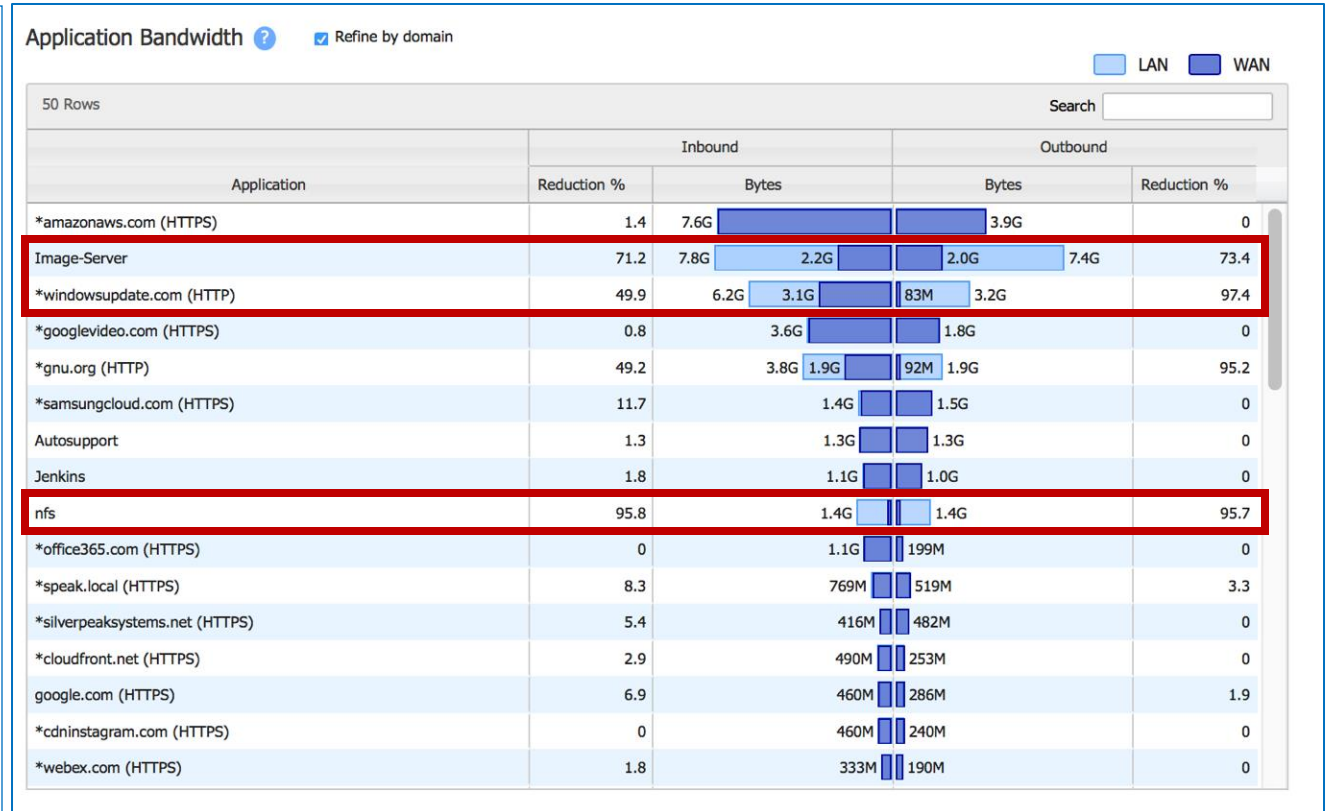 Application Bandwidth ? Refine by domain
LAN WAN
50 Rows Search
Inbound Outbound
Application Reduction % Bytes Bytes Reduction %
*amazonaws.com (HTTPS) 1.4 7.6G 3.9G 0
Image-Server 71.2 7.8G 2.2G 2.0G 7.4G 73.4
*windowsupdate.com (HTTP) 49.9 6.2G 3.1G 83M 3.2G 97.4
*googlevideo.com (HTTPS) 0.8 3.6G 1.8G 0
*gnu.org (HTTP) 49.2 3.8G 1.9G 92M 1.9G 95.2
*samsungcloud.com (HTTPS) 11.7 1.4G 1.5G 0
Autosupport 1.3 1.3G 1.3G 0
Jenkins 1.8 1.1G 1.0G 0
nfs 95.8 1.4G 1.4G 95.7
*office365.com (HTTPS) 0 1.1G 199M 0
*speak.local (HTTPS) 8.3 769M 519M 3.3
*silverpeaksystems.net (HTTPS) 5.4 416M 482M 0
*cloudfront.net (HTTPS) 2.9 490M 253M 0
google.com (HTTPS) 6.9 460M 286M 1.9
*cdninstagram.com (HTTPS) 0 460M 240M 0
*webex.com (HTTPS) 1.8 333M 190M 0